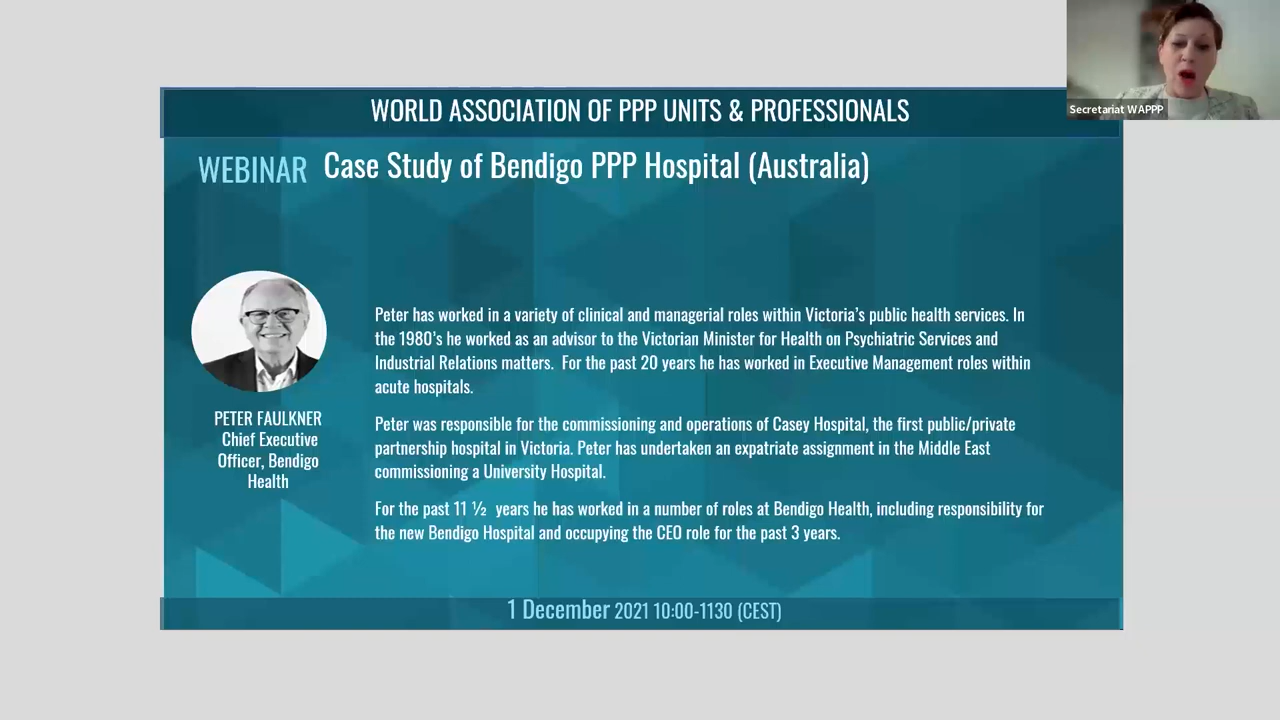 Secretariat WAPPP
WORLD ASSOCIATION OF PPP UNITS & PROFESSIONALS
WEBINAR Case Study of Bendigo PPP Hospital (Australia)
PETER FAULKNER
Chief Executive
Officer, Bendigo
Health
Peter has worked in a variety of clinical and managerial roles within Victoria’s public health services. In
the 1980’s he worked as an advisor to the Victorian Minister for Health on Psychiatric Services and
Industrial Relations matters. For the past 20 years he has worked in Executive Management roles within
acute hospitals.
Peter was responsible for the commissioning and operations of Casey Hospital, the first public/private
partnership hospital in Victoria. Peter has undertaken an expatriate assignment in the Middle East
commissioning a University Hospital.
For the past 11 ½ years he has worked in a number of roles at Bendigo Health, including responsibility for
the new Bendigo Hospital and occupying the CEO role for the past 3 years.
1 December 2021 10:00-1130 (CEST)